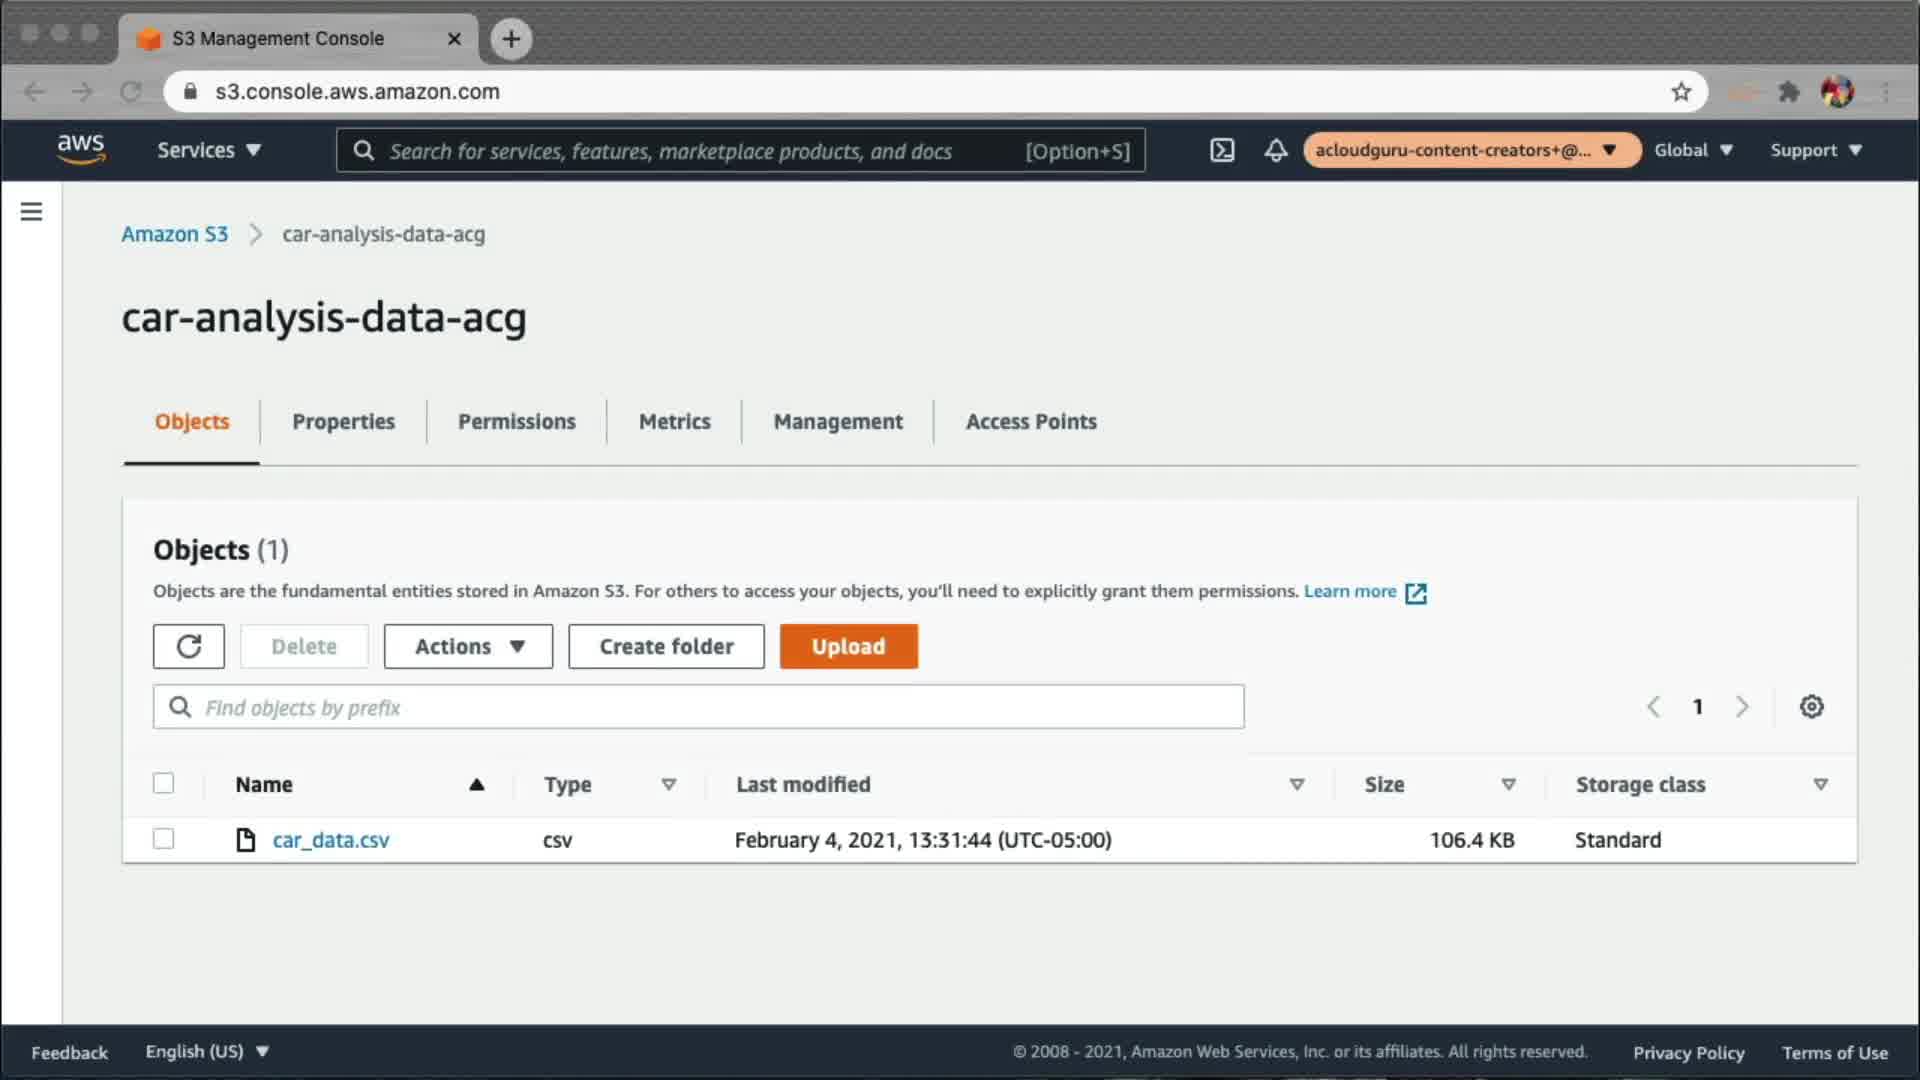 S3 Management Console
s3.console.aws.amazon.com
aws Services Search for services, features, marketplace products, and docs [Option+S] acloudguru-content-creators+@... Global Support
Amazon S3 car-analysis-data-acg
car-analysis-data-acg
Objects Properties Permissions Metrics Management Access Points
Objects (1)
Objects are the fundamental entities stored in Amazon S3. For others to access your objects, you'll need to explicitly grant them permissions. Learn more
Delete Actions Create folder Upload
Find objects by prefix 1
Name Type Last modified Size Storage class
car_data.csv csv February 4, 2021, 13:31:44 (UTC-05:00) 106.4 KB Standard
Feedback English (US) © 2008 - 2021, Amazon Web Services, Inc. or its affiliates. All rights reserved. Privacy Policy Terms of Use